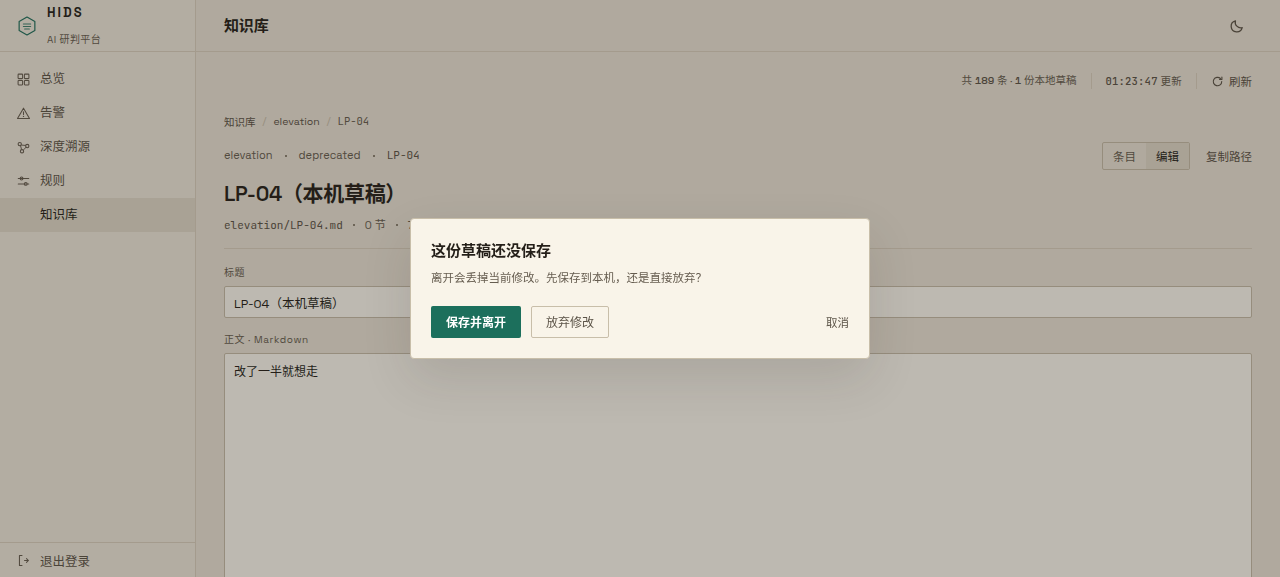 HIDS
AI 研判平台
总览
告警
深度溯源
规则
知识库
退出登录
知识库
共 189 条 · 1 份本地草稿
01:23:47 更新
刷新
知识库 / elevation / LP-04
elevation · deprecated · LP-04
条目 编辑 复制路径
LP-04（本机草稿）
elevation/LP-04.md · 0 节 ·
标题
LP-04（本机草稿）
正文 · Markdown
改了一半就想走
这份草稿还没保存
离开会丢掉当前修改。先保存到本机，还是直接放弃？
保存并离开 放弃修改 取消